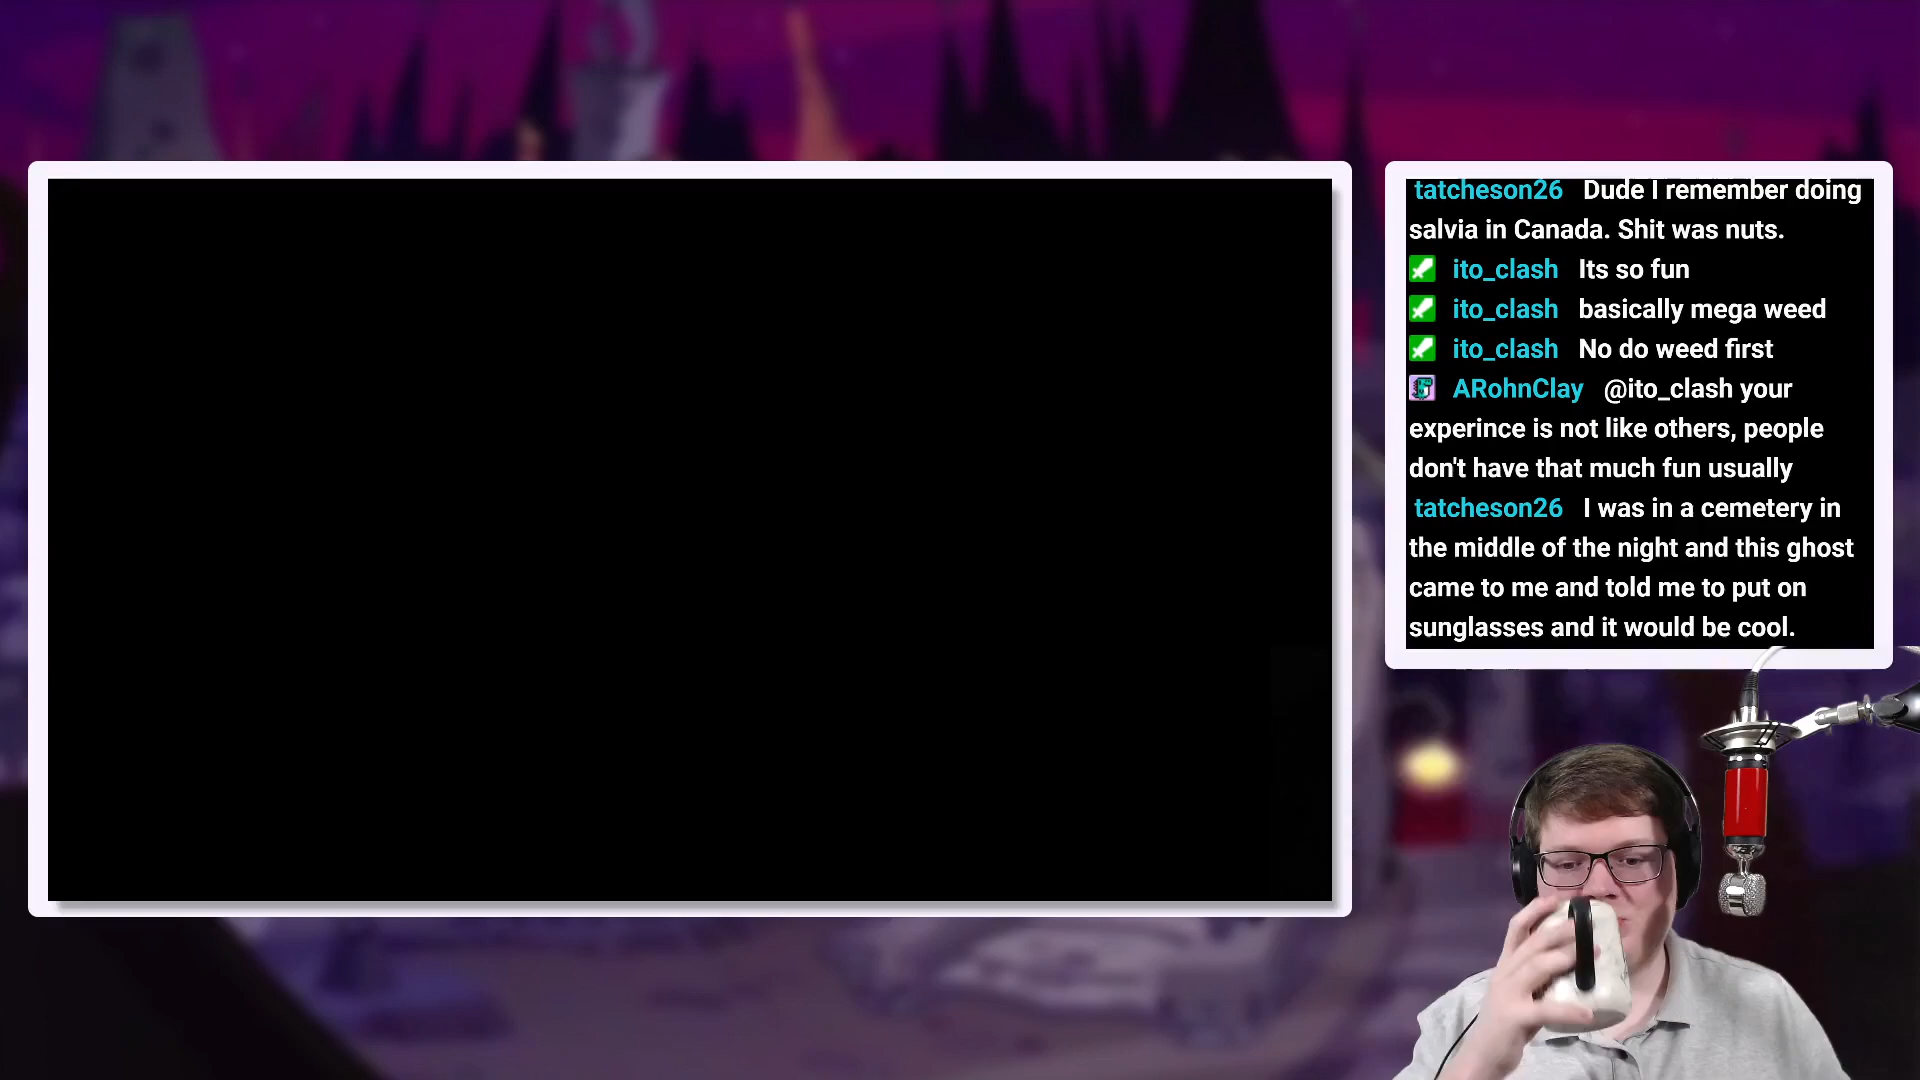 tatcheson26 Dude I remember doing
salvia in Canada. Shit was nuts.
ito_clash Its so fun
ito_clash basically mega weed
ito_clash No do weed first
ARohnClay @ito_clash your
experince is not like others, people
don't have that much fun usually
tatcheson26 I was in a cemetery in
the middle of the night and this ghost
came to me and told me to put on
sunglasses and it would be cool.